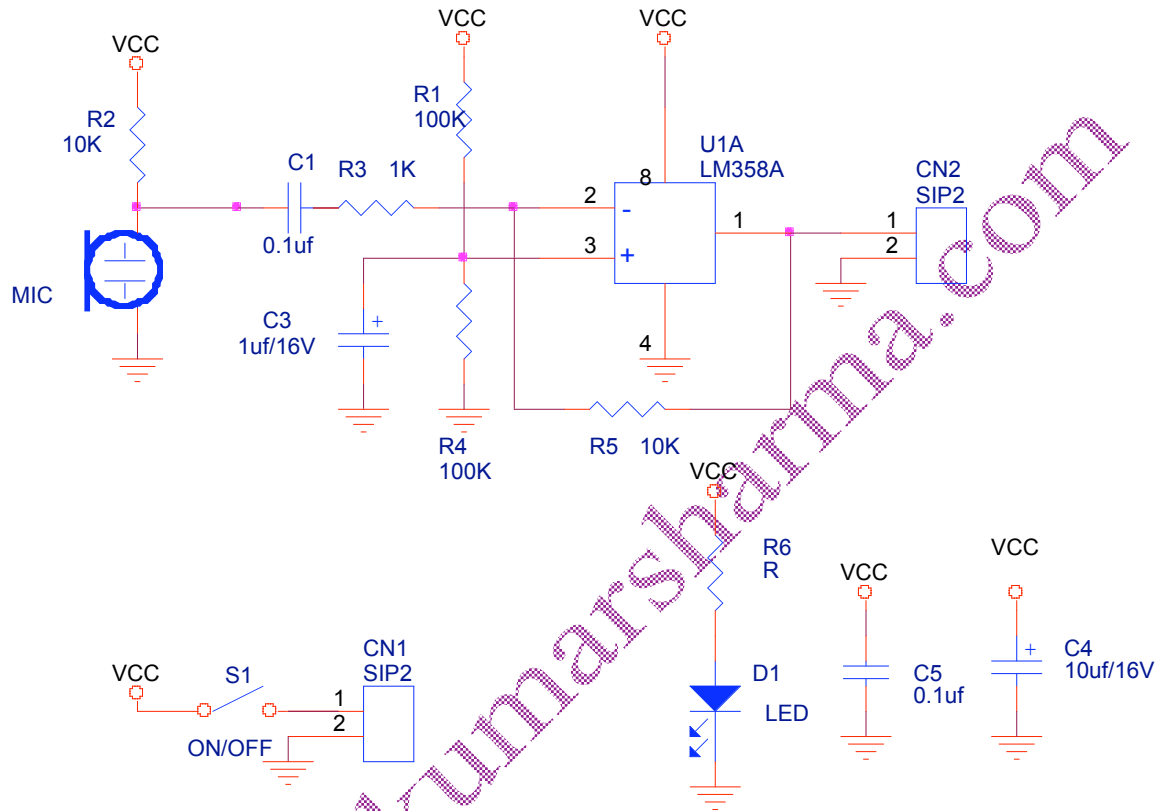 VCC
VCC
VCC
R2
10K
R1
100K
U1A
LM358A
C1
R3 1K
0.1uf
2
8
-
3
+
1
4
CN2
SIP2
1
2
MIC
C3
1uf/16V
+
R4
100K
R5 10K
VCC
R6
R
VCC
VCC
D1
LED
C5
0.1uf
+
C4
10uf/16V
VCC
S1
ON/OFF
CN1
SIP2
1
2
kumarsharma.com